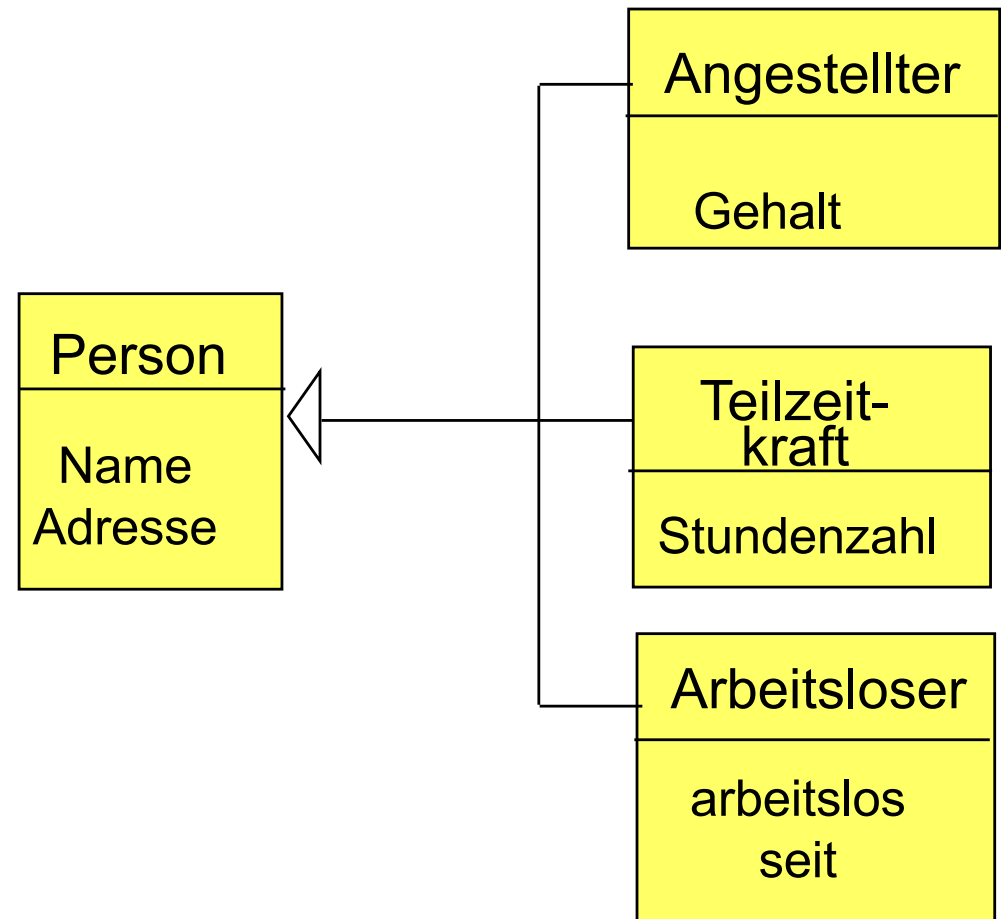 Person
Name
Adresse
Angestellter
Gehalt
Teilzeit-
kraft
Stundenzahl
Arbeitsloser
arbeitslos
seit